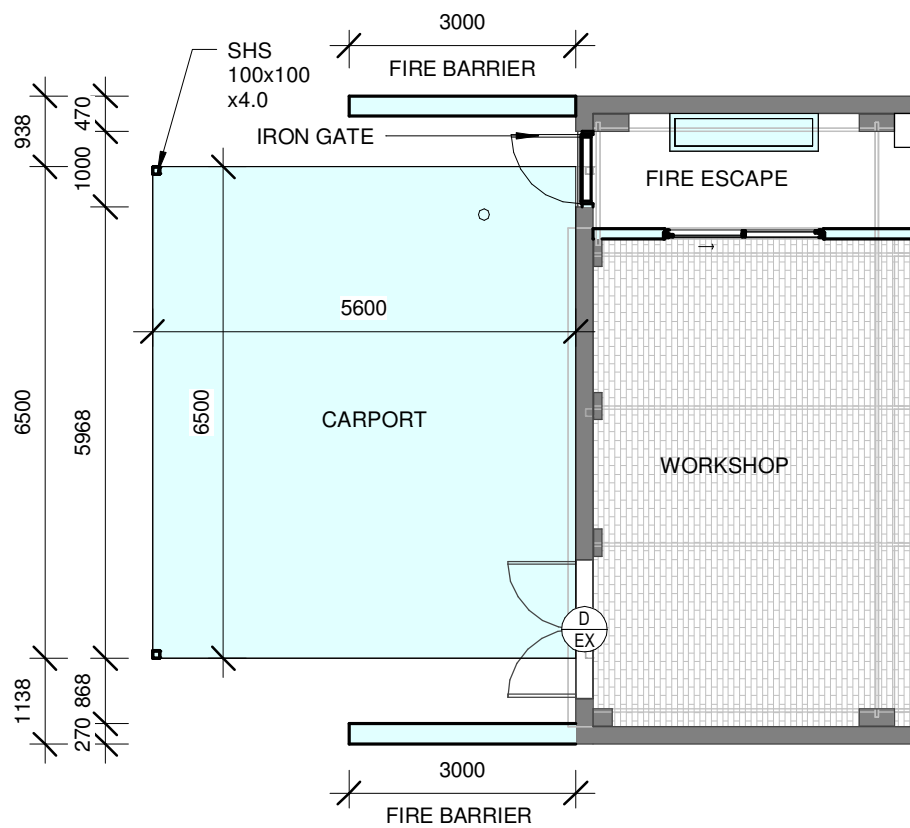 3000
FIRE BARRIER
SHS
100x100
x4.0
IRON GATE
FIRE ESCAPE
938
470
1000
6500
5968
5600
6500
CARPORT
WORKSHOP
D
EX
1138
868
270
3000
FIRE BARRIER